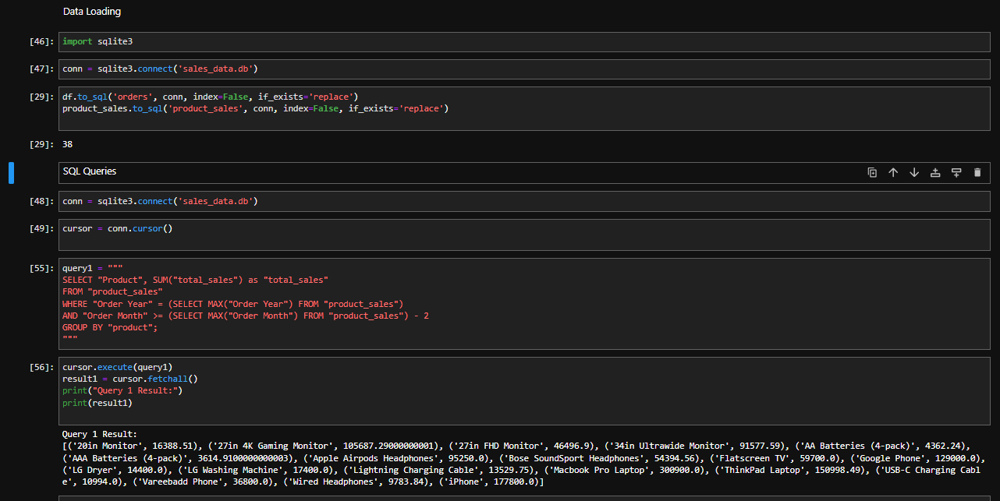 Data Loading
[46]: import sqlite3
[47]: conn = sqlite3.connect('sales_data.db')
[29]: df.to_sql('orders', conn, index=False, if_exists='replace')
product_sales.to_sql('product_sales', conn, index=False, if_exists='replace')
[29]: 38
SQL Queries
[48]: conn = sqlite3.connect('sales_data.db')
[49]: cursor = conn.cursor()
[55]: query1 = """
SELECT "Product", SUM("total_sales") as "total_sales"
FROM "product_sales"
WHERE "Order Year" = (SELECT MAX("Order Year") FROM "product_sales")
AND "Order Month" >= (SELECT MAX("Order Month") FROM "product_sales") - 2
GROUP BY "product";
"""
[56]: cursor.execute(query1)
result1 = cursor.fetchall()
print("Query 1 Result:")
print(result1)
Query 1 Result:
[('20in Monitor', 16388.51), ('27in 4K Gaming Monitor', 105687.29000000001), ('27in FHD Monitor', 46496.9), ('34in Ultrawide Monitor', 91577.59), ('AA Batteries (4-pack)', 4362.24),
('AAA Batteries (4-pack)', 3614.9100000000003), ('Apple Airpods Headphones', 95250.0), ('Bose SoundSport Headphones', 54394.56), ('Flatscreen TV', 59700.0), ('Google Phone', 129000.0),
('LG Dryer', 14400.0), ('LG Washing Machine', 17400.0), ('Lightning Charging Cable', 13529.75), ('Macbook Pro Laptop', 300900.0), ('ThinkPad Laptop', 150998.49), ('USB-C Charging Cabl
e', 10994.0), ('Vareebadd Phone', 36800.0), ('Wired Headphones', 9783.84), ('iPhone', 177800.0)]